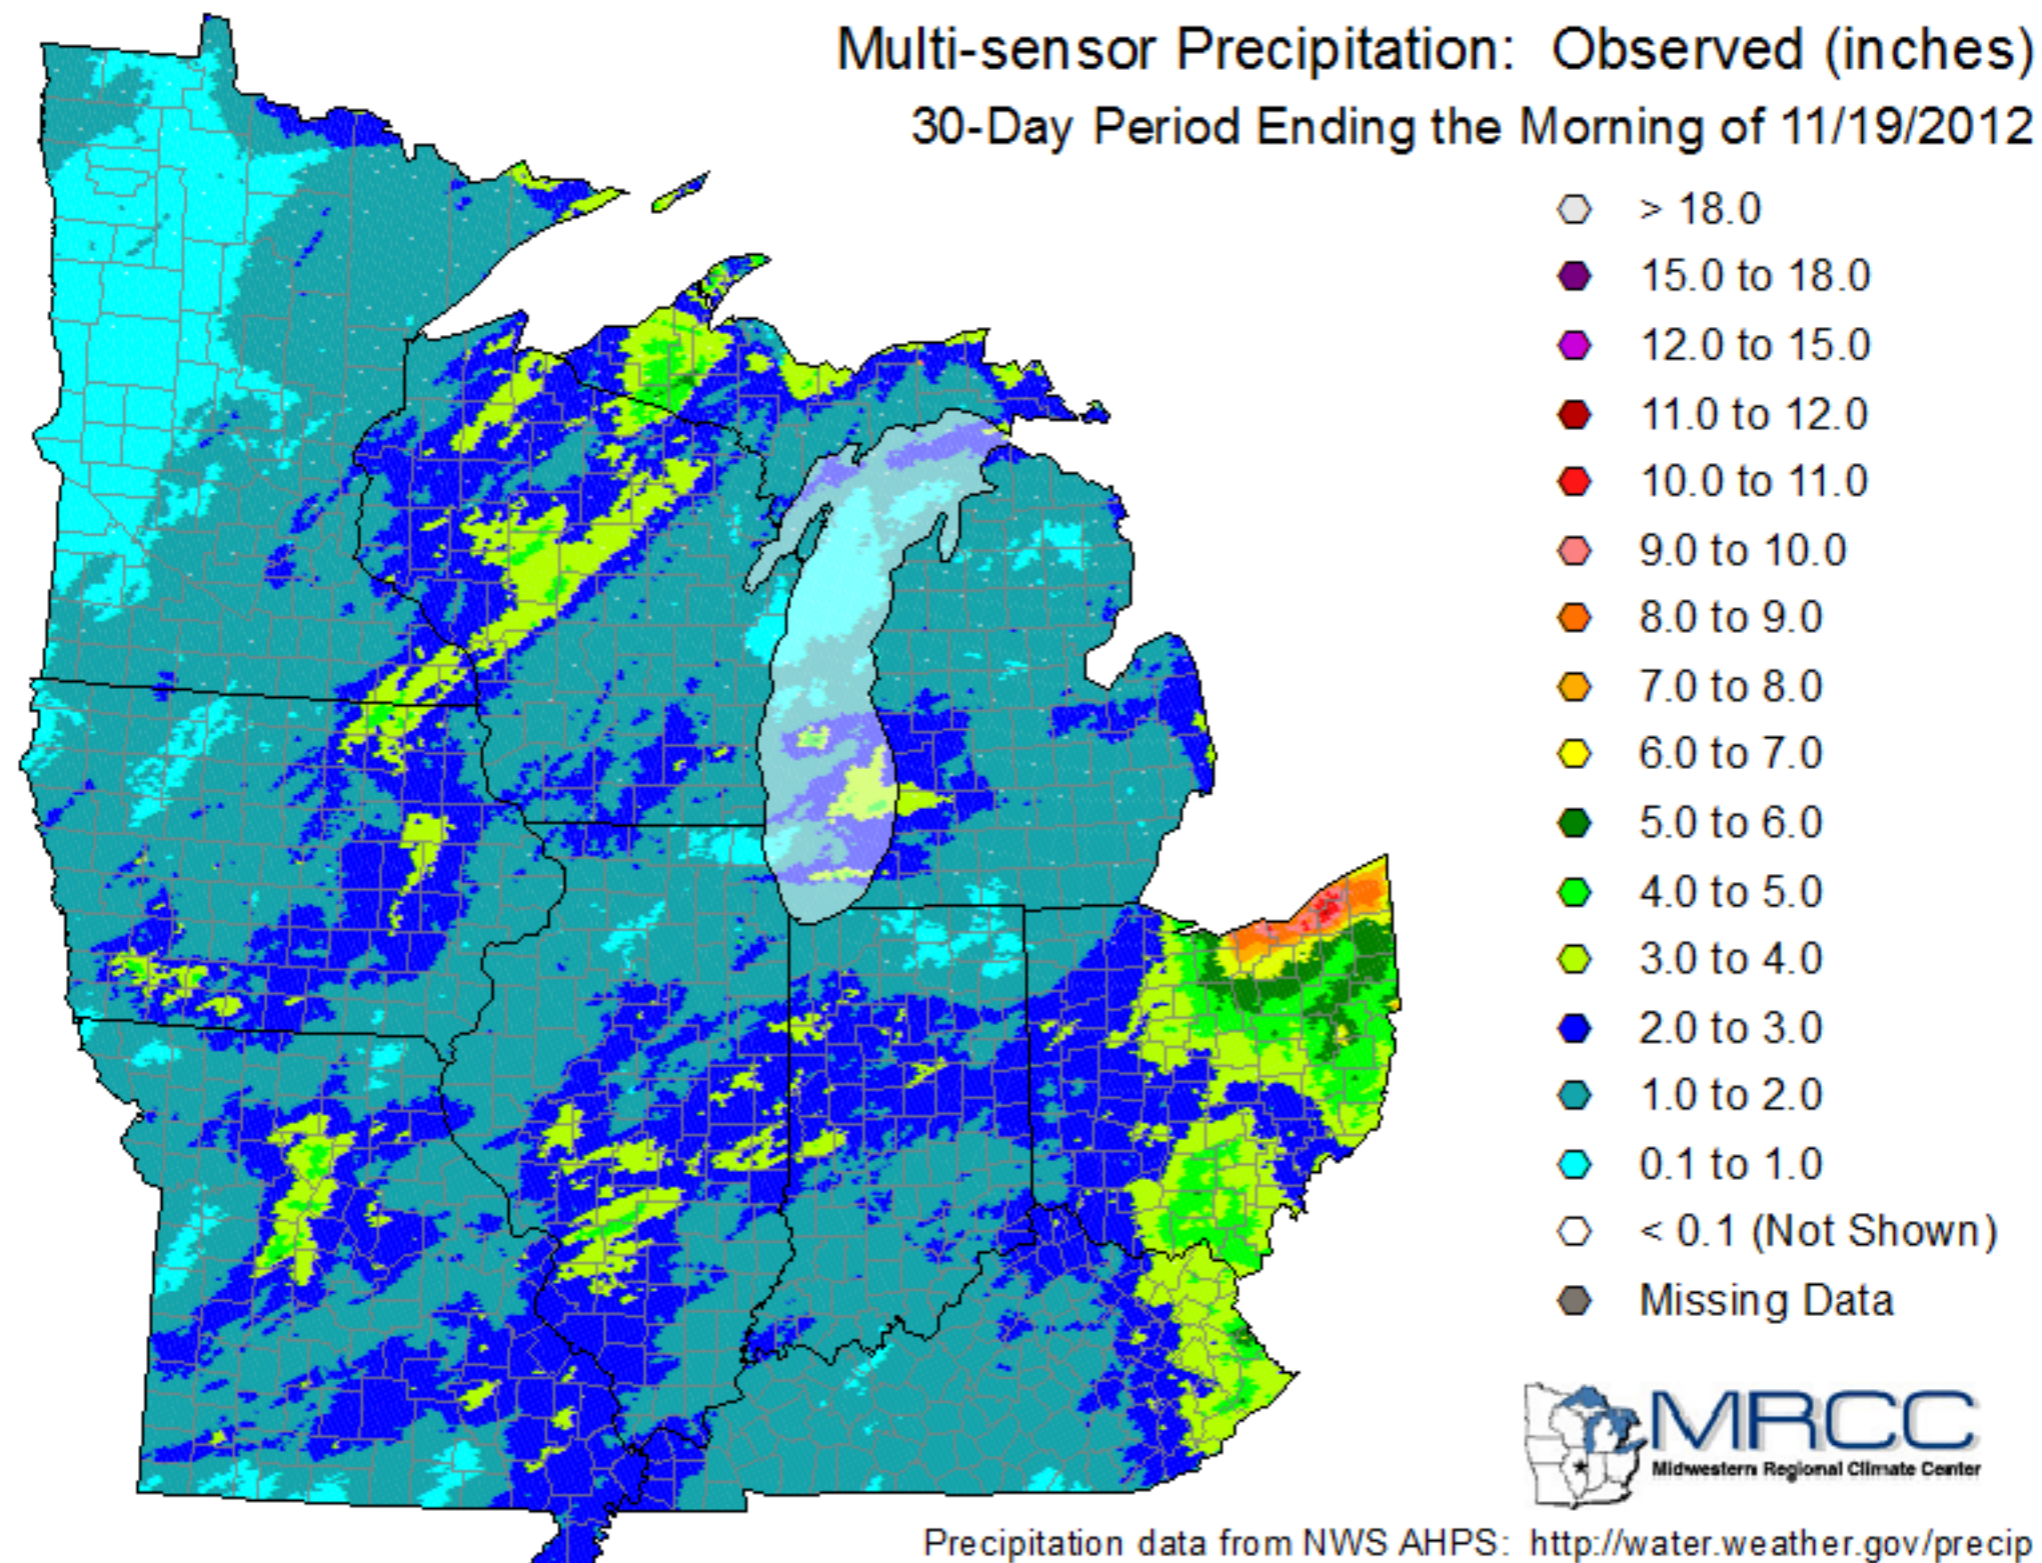 Multi-sensor Precipitation: Observed (inches)
30-Day Period Ending the Morning of 11/19/2012
> 18.0
15.0 to 18.0
12.0 to 15.0
11.0 to 12.0
10.0 to 11.0
9.0 to 10.0
8.0 to 9.0
7.0 to 8.0
6.0 to 7.0
5.0 to 6.0
4.0 to 5.0
3.0 to 4.0
2.0 to 3.0
1.0 to 2.0
0.1 to 1.0
< 0.1 (Not Shown)
Missing Data
MRCC
Midwestern Regional Climate Center
Precipitation data from NWS AHPS: http://water.weather.gov/precip